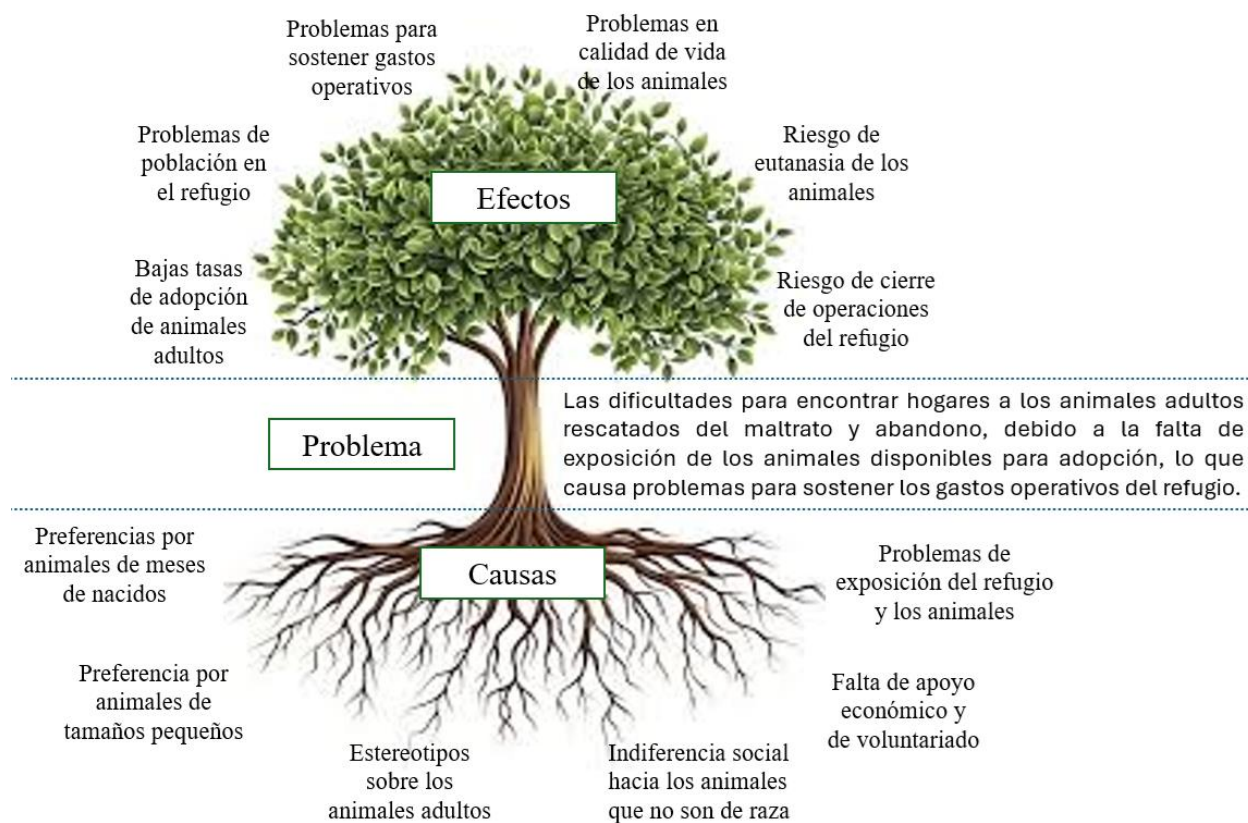 Problemas para
sostener gastos
operativos
Problemas en
calidad de vida
de los animales
Problemas de
población en
el refugio
Riesgo de
eutanasia de los
animales
Efectos
Bajas tasas
de adopción
de animales
adultos
Riesgo de cierre
de operaciones
del refugio
Problema
Las dificultades para encontrar hogares a los animales adultos
rescatados del maltrato y abandono, debido a la falta de
exposición de los animales disponibles para adopción, lo que
causa problemas para sostener los gastos operativos del refugio.
Preferencias por
animales de meses
de nacidos
Causas
Problemas de
exposición del refugio
y los animales
Preferencia por
animales de
tamaños pequeños
Falta de apoyo
económico y
de voluntariado
Estereotipos
sobre los
animales adultos
Indiferencia social
hacia los animales
que no son de raza